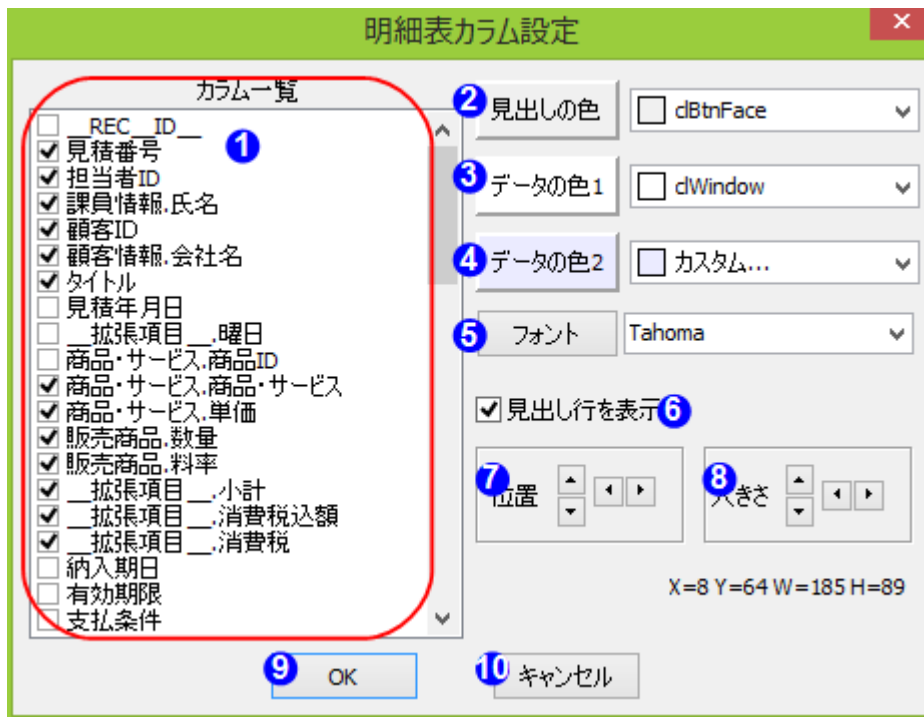 明細表カラム設定
×
カラム一覧
__REC__ID__
1
見積番号
担当者ID
課員情報.氏名
顧客ID
顧客情報.会社名
タイトル
見積年月日
__拡張項目__.曜日
商品・サービス.商品ID
商品・サービス.商品・サービス
商品・サービス.単価
販売商品.数量
販売商品.料率
__拡張項目__.小計
__拡張項目__.消費税込額
__拡張項目__.消費税
納入期日
有効期限
支払条件
2 見出しの色 clBtnFace
3 データの色1 clWindow
4 データの色2 カスタム...
5 フォント Tahoma
見出し行を表示 6
7 位置
8 大きさ
X=8 Y=64 W=185 H=89
9 OK
10 キャンセル